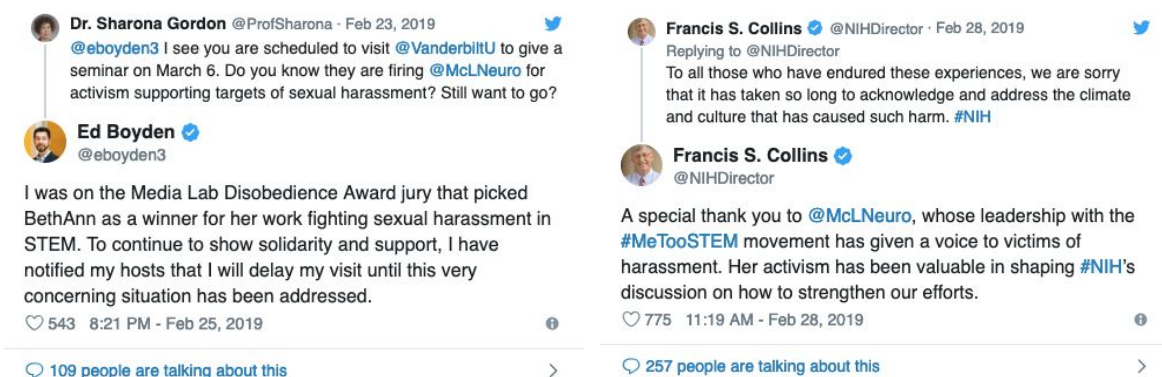 Dr. Sharona Gordon @ProfSharona · Feb 23, 2019
@eboyden3 I see you are scheduled to visit @VanderbiltU to give a
seminar on March 6. Do you know they are firing @McLNeuro for
activism supporting targets of sexual harassment? Still want to go?
Ed Boyden
@eboyden3
I was on the Media Lab Disobedience Award jury that picked
BethAnn as a winner for her work fighting sexual harassment in
STEM. To continue to show solidarity and support, I have
notified my hosts that I will delay my visit until this very
concerning situation has been addressed.
543 8:21 PM - Feb 25, 2019
109 people are talking about this
Francis S. Collins @NIHDirector · Feb 28, 2019
Replying to @NIHDirector
To all those who have endured these experiences, we are sorry
that it has taken so long to acknowledge and address the climate
and culture that has caused such harm. #NIH
Francis S. Collins
@NIHDirector
A special thank you to @McLNeuro, whose leadership with the
#MeTooSTEM movement has given a voice to victims of
harassment. Her activism has been valuable in shaping #NIH's
discussion on how to strengthen our efforts.
775 11:19 AM - Feb 28, 2019
257 people are talking about this